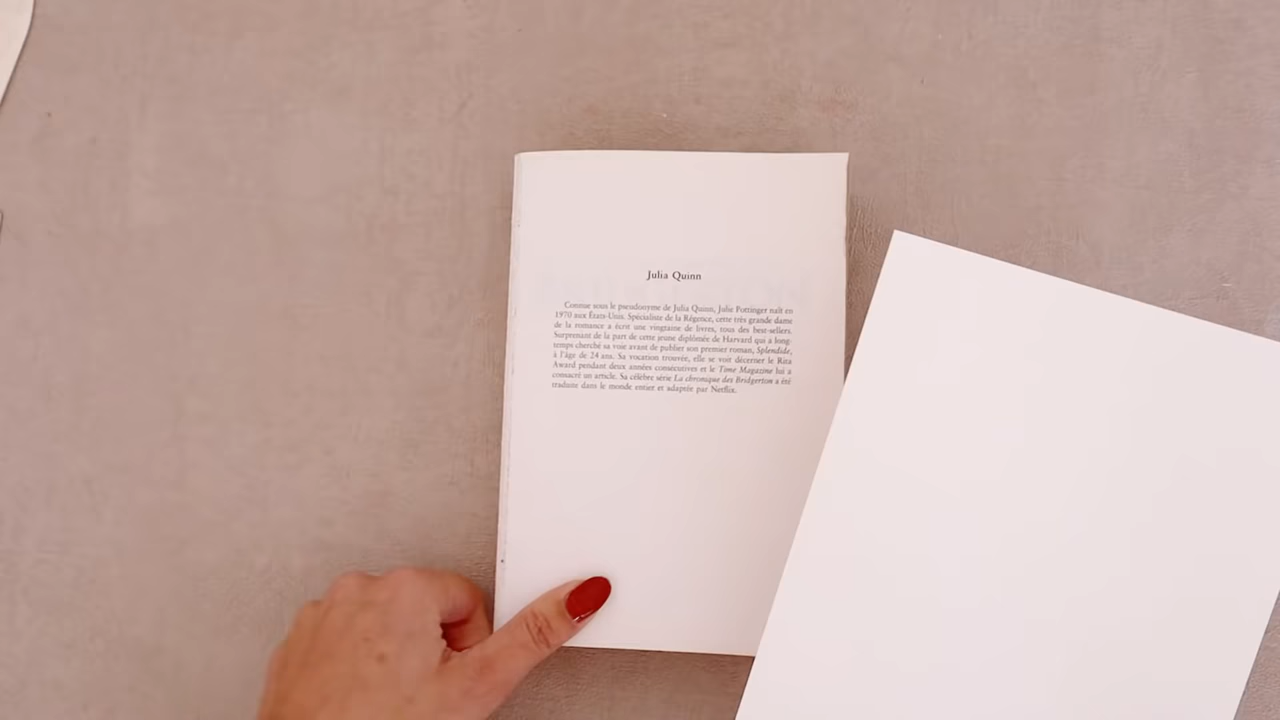 Julia Quinn
Connue sous le pseudonyme de Julia Quinn, Julie Pottinger naît en
1970 aux États-Unis. Spécialiste de la Régence, cette très grande dame
de la romance a écrit une vingtaine de livres, tous des best-sellers.
Surprenant de la part de cette jeune diplômée de Harvard qui a long-
temps cherché sa voie avant de publier son premier roman, Splendide,
à l'âge de 24 ans. Sa vocation trouvée, elle se voit décerner le Rita
Award pendant deux années consécutives et le Time Magazine lui a
consacré un article. Sa célèbre série La chronique des Bridgerton a été
traduite dans le monde entier et adaptée par Netflix.